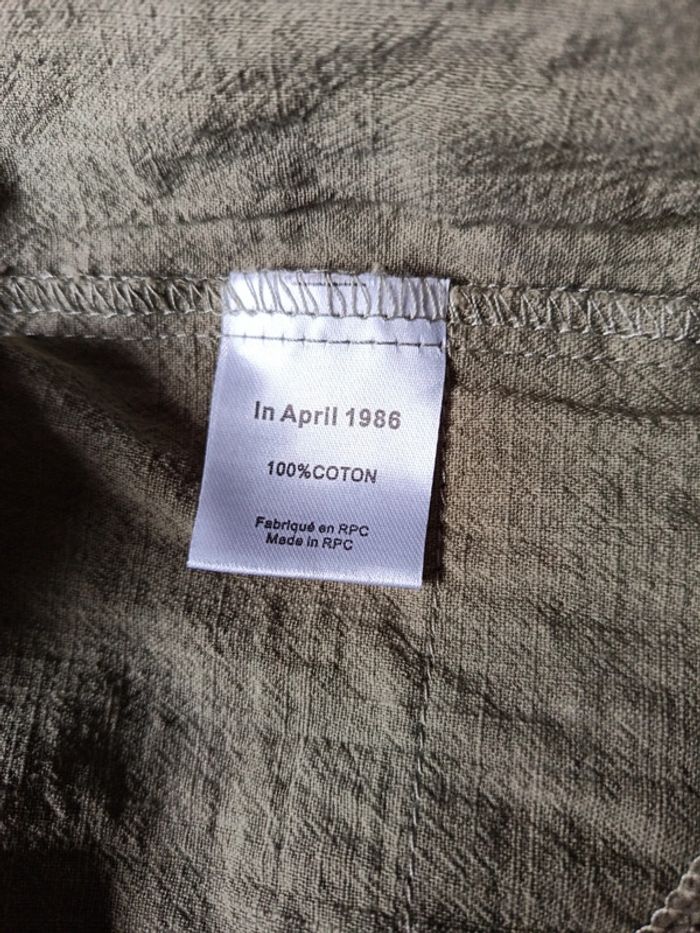 In April 1986
100%COTON
Fabriqué en RPC
Made in RPC